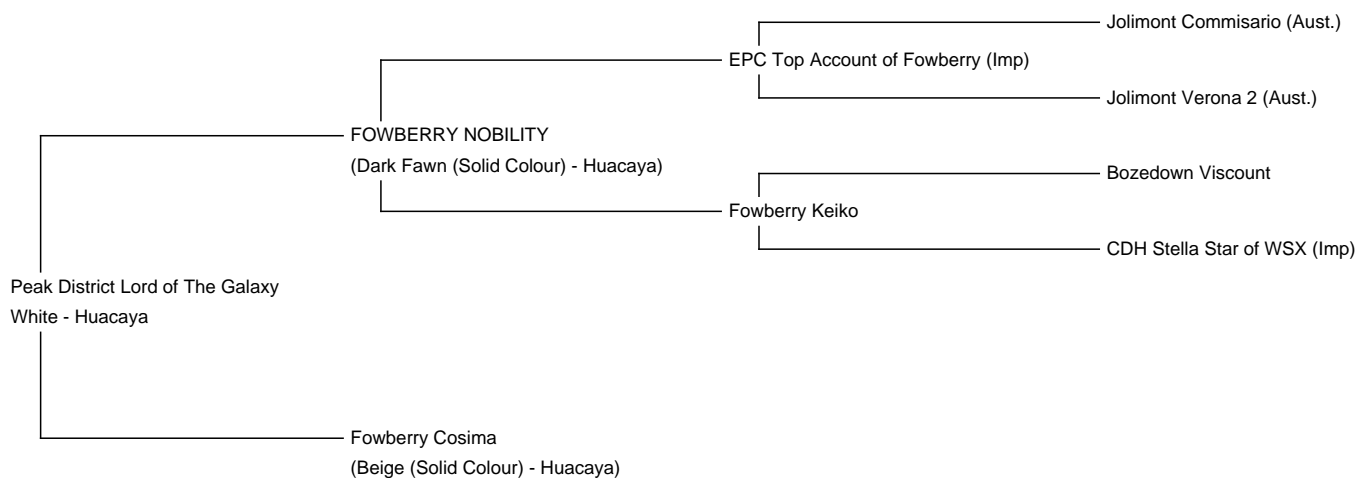 Jolimont Commisario (Aust.)
EPC Top Account of Fowberry (Imp)
Jolimont Verona 2 (Aust.)
FOWBERRY NOBILITY
(Dark Fawn (Solid Colour) - Huacaya)
Bozedown Viscount
Fowberry Keiko
CDH Stella Star of WSX (Imp)
Peak District Lord of The Galaxy
White - Huacaya
Fowberry Cosima
(Beige (Solid Colour) - Huacaya)